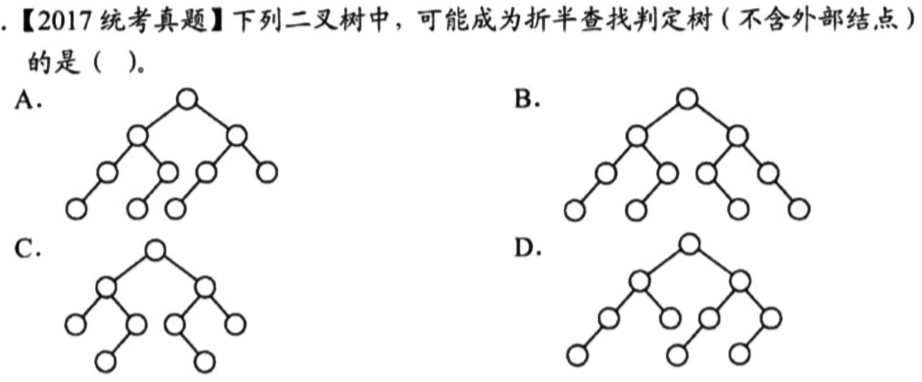 .【2017 统考真题】下列二叉树中，可能成为折半查找判定树（不含外部结点）
的是（ ）。
A.
B.
C.
D.